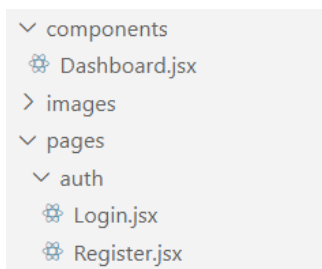 components
Dashboard.jsx
images
pages
auth
Login.jsx
Register.jsx